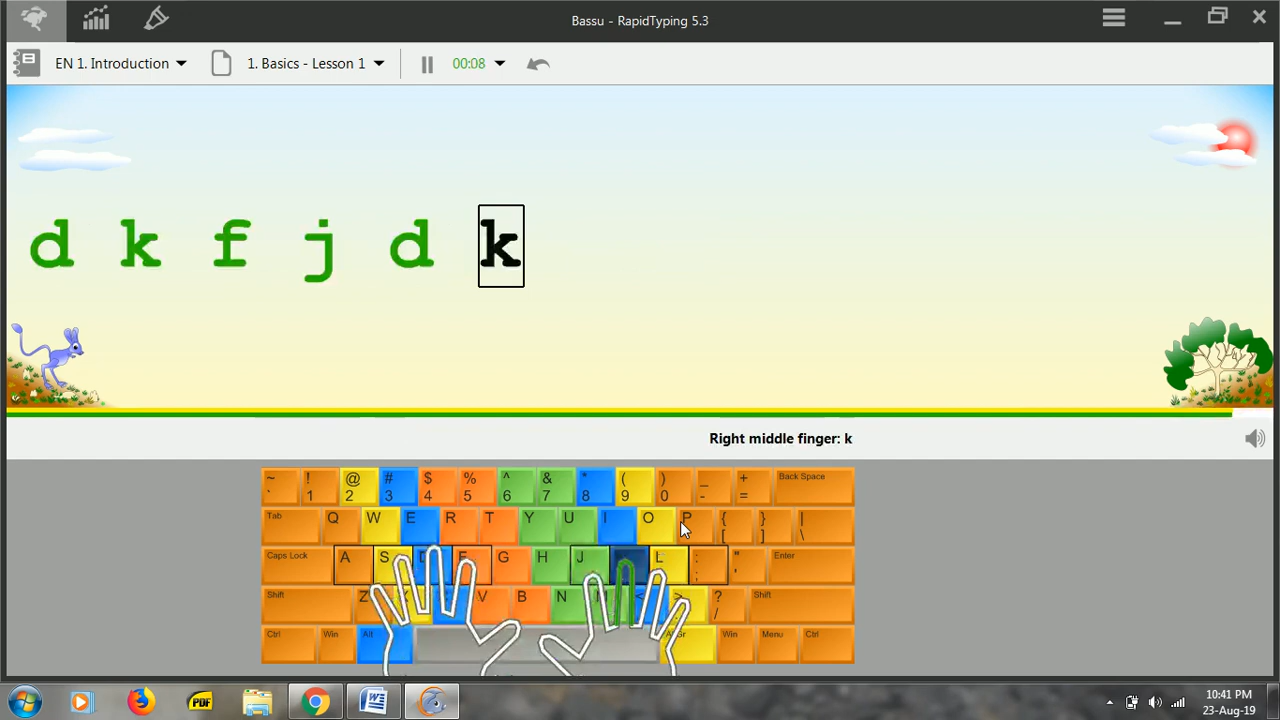 Bassu - RapidTyping 5.3
EN 1. Introduction 1. Basics - Lesson 1 00:08
d k f j d k
Right middle finger: k
~ ! @ # $ % ^ & * ( ) _ + Back Space
` 1 2 3 4 5 6 7 8 9 0 - =
Tab Q W E R T Y U I O P { } |
[ ] \
Caps Lock A S D F G H J L : " Enter
; '
Shift Z V B N M < > ? Shift
/
Ctrl Win Alt Gr Win Menu Ctrl
PDF
10:41 PM
23-Aug-19